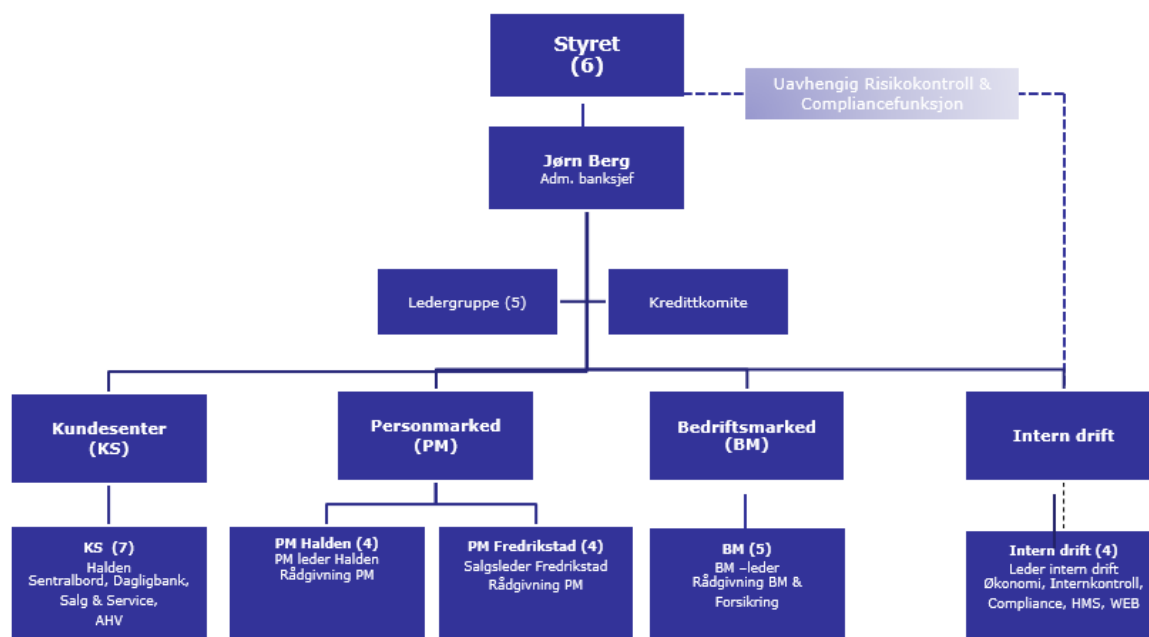 Styret
(6)
Uavhengig Risikokontroll &
Compliancefunksjon
Jørn Berg
Adm. banksjef
Ledergruppe (5)
Kredittkomite
Kundesenter
(KS)
Personmarked
(PM)
Bedriftsmarked
(BM)
Intern drift
KS (7)
Halden
Sentralbord, Dagligbank,
Salg & Service,
AHV
PM Halden (4)
PM leder Halden
Rådgivning PM
PM Fredrikstad (4)
Salgsleder Fredrikstad
Rådgivning PM
BM (5)
BM –leder
Rådgivning BM &
Forsikring
Intern drift (4)
Leder intern drift
Økonomi, Internkontroll,
Compliance, HMS, WEB